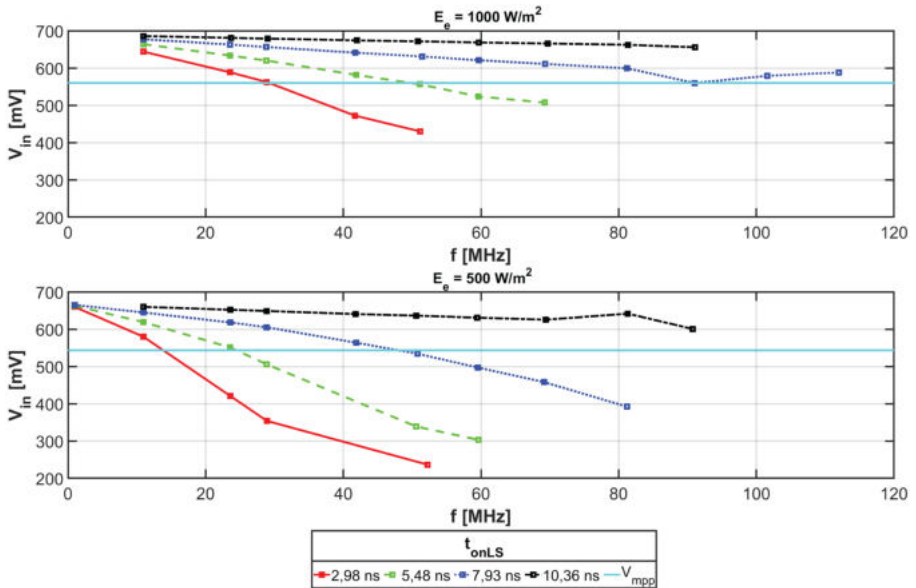 E_e = 1000 W/m^2
700
600
500
400
300
200
V_in [mV]
0 20 40 60 80 100 120
f [MHz]
E_e = 500 W/m^2
700
600
500
400
300
200
V_in [mV]
0 20 40 60 80 100 120
f [MHz]
t_onLS
2,98 ns 5,48 ns 7,93 ns 10,36 ns V_mpp